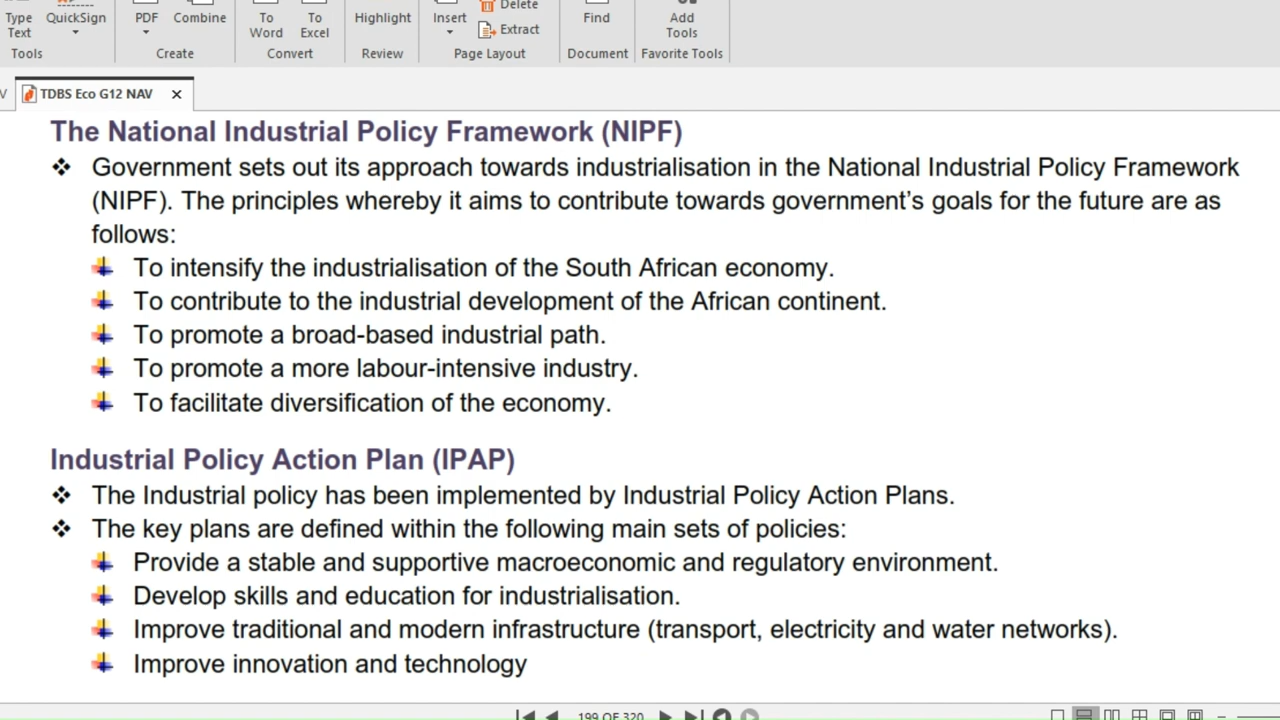 Delete
Type QuickSign PDF Combine To To Highlight Insert Find Add
Text Word Excel Extract Tools
Tools Create Convert Review Page Layout Document Favorite Tools
V TDBS Eco G12 NAV
The National Industrial Policy Framework (NIPF)
Government sets out its approach towards industrialisation in the National Industrial Policy Framework
(NIPF). The principles whereby it aims to contribute towards government's goals for the future are as
follows:
To intensify the industrialisation of the South African economy.
To contribute to the industrial development of the African continent.
To promote a broad-based industrial path.
To promote a more labour-intensive industry.
To facilitate diversification of the economy.
Industrial Policy Action Plan (IPAP)
The Industrial policy has been implemented by Industrial Policy Action Plans.
The key plans are defined within the following main sets of policies:
Provide a stable and supportive macroeconomic and regulatory environment.
Develop skills and education for industrialisation.
Improve traditional and modern infrastructure (transport, electricity and water networks).
Improve innovation and technology
199 OF 320